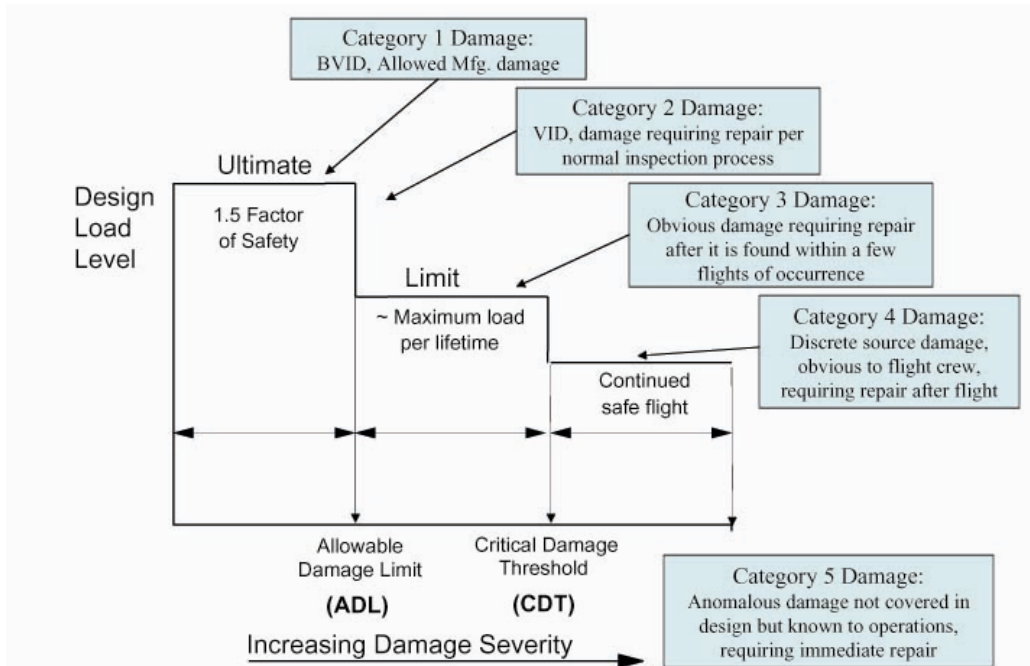 Category 1 Damage:
BVID, Allowed Mfg. damage
Category 2 Damage:
VID, damage requiring repair per
normal inspection process
Ultimate
Design
Load
Level
1.5 Factor
of Safety
Category 3 Damage:
Obvious damage requiring repair
after it is found within a few
flights of occurrence
Limit
~ Maximum load
per lifetime
Category 4 Damage:
Discrete source damage,
obvious to flight crew,
requiring repair after flight
Continued
safe flight
Allowable
Damage Limit
(ADL)
Critical Damage
Threshold
(CDT)
Category 5 Damage:
Anomalous damage not covered in
design but known to operations,
requiring immediate repair
Increasing Damage Severity